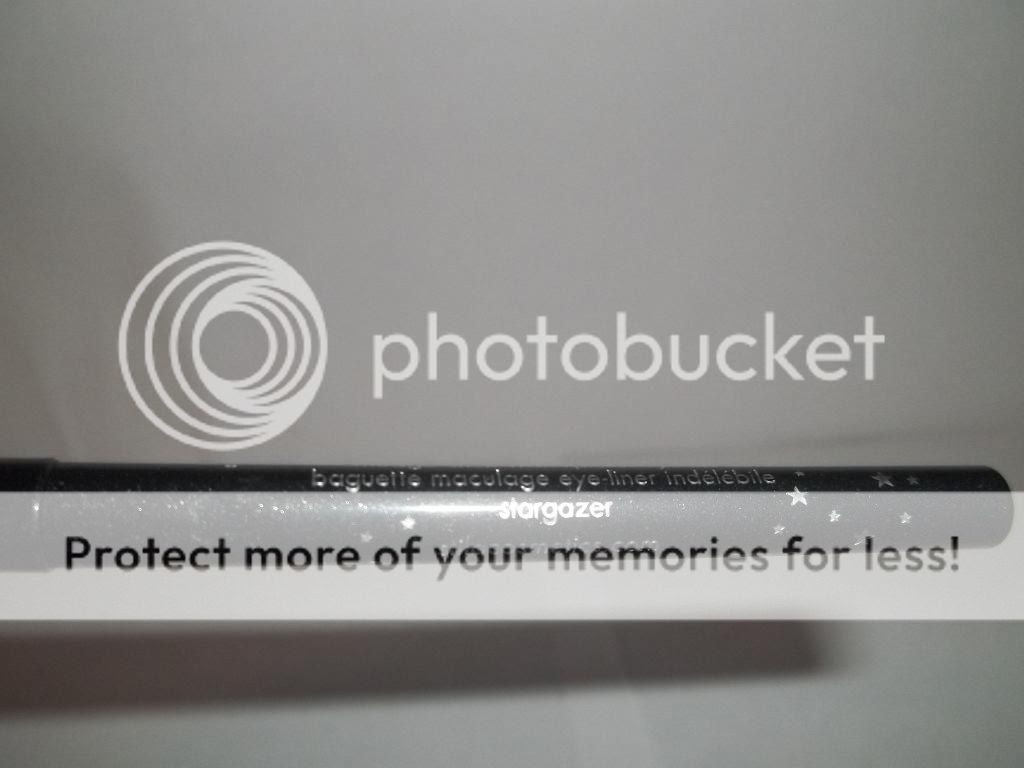 photobucket
baguette maculage eye-liner indélébile
stargazer
Protect more of your memories for less!